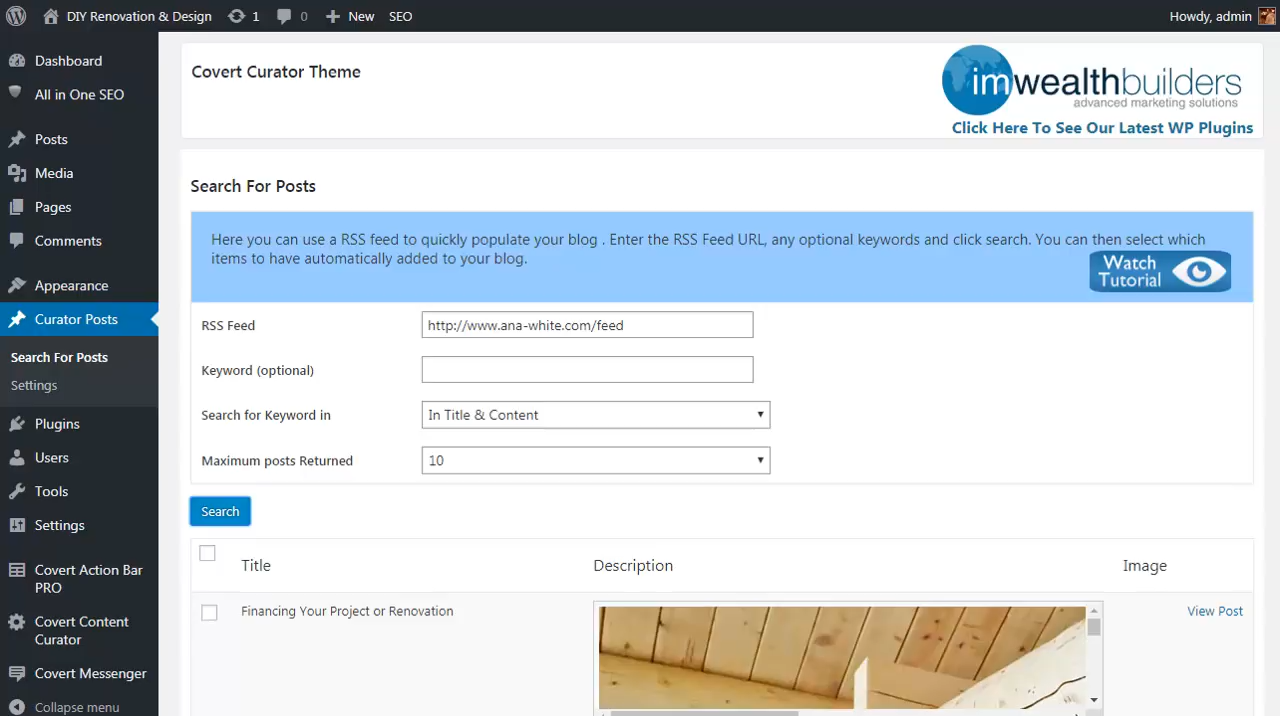 DIY Renovation & Design
1
0
New
SEO
Howdy, admin
Dashboard
All in One SEO
Posts
Media
Pages
Comments
Appearance
Curator Posts
Search For Posts
Settings
Plugins
Users
Tools
Settings
Covert Action Bar
PRO
Covert Content
Curator
Covert Messenger
Collapse menu
Covert Curator Theme
imwealthbuilders
advanced marketing solutions
Click Here To See Our Latest WP Plugins
Search For Posts
Here you can use a RSS feed to quickly populate your blog . Enter the RSS Feed URL, any optional keywords and click search. You can then select which
items to have automatically added to your blog.
Watch
Tutorial
RSS Feed
http://www.ana-white.com/feed
Keyword (optional)
Search for Keyword in
In Title & Content
Maximum posts Returned
10
Search
Title
Description
Image
Financing Your Project or Renovation
View Post